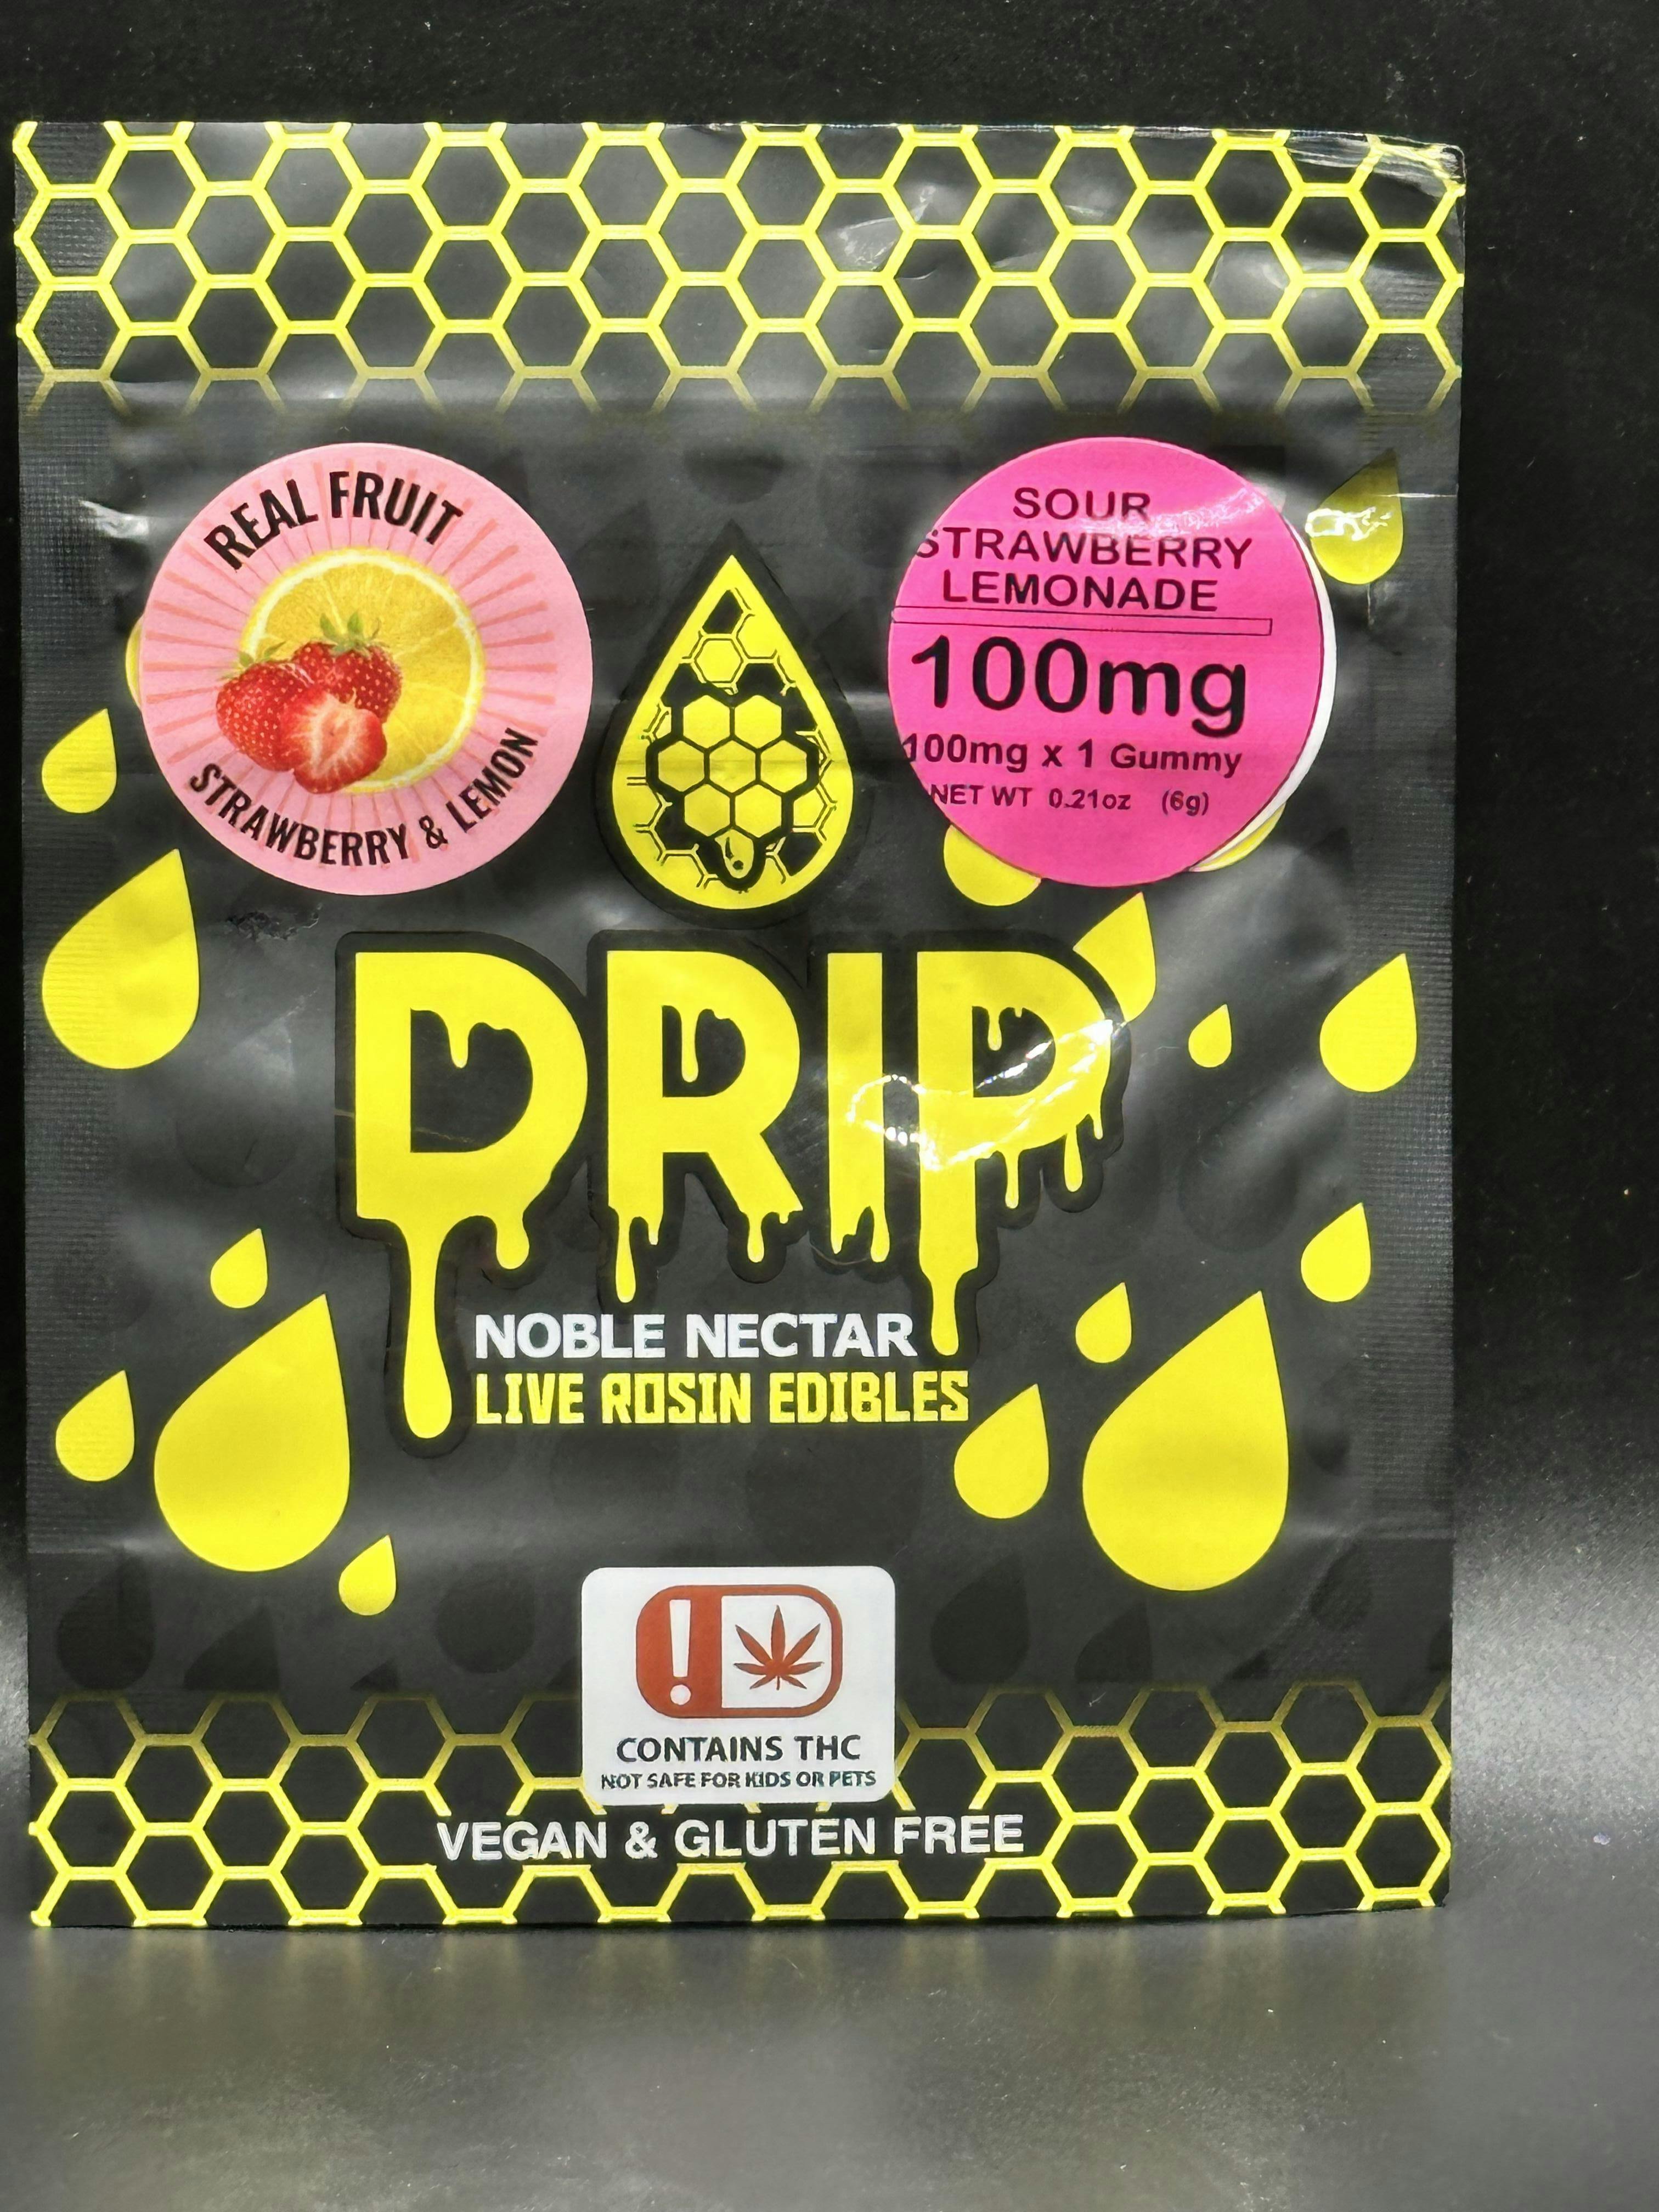 REAL FRUIT
STRAWBERRY & LEMON
SOUR
STRAWBERRY
LEMONADE
100mg
100mg x 1 Gummy
NET WT 0.21oz (6g)
DRIP
NOBLE NECTAR
LIVE ROSIN EDIBLES
!
CONTAINS THC
NOT SAFE FOR KIDS OR PETS
VEGAN & GLUTEN FREE